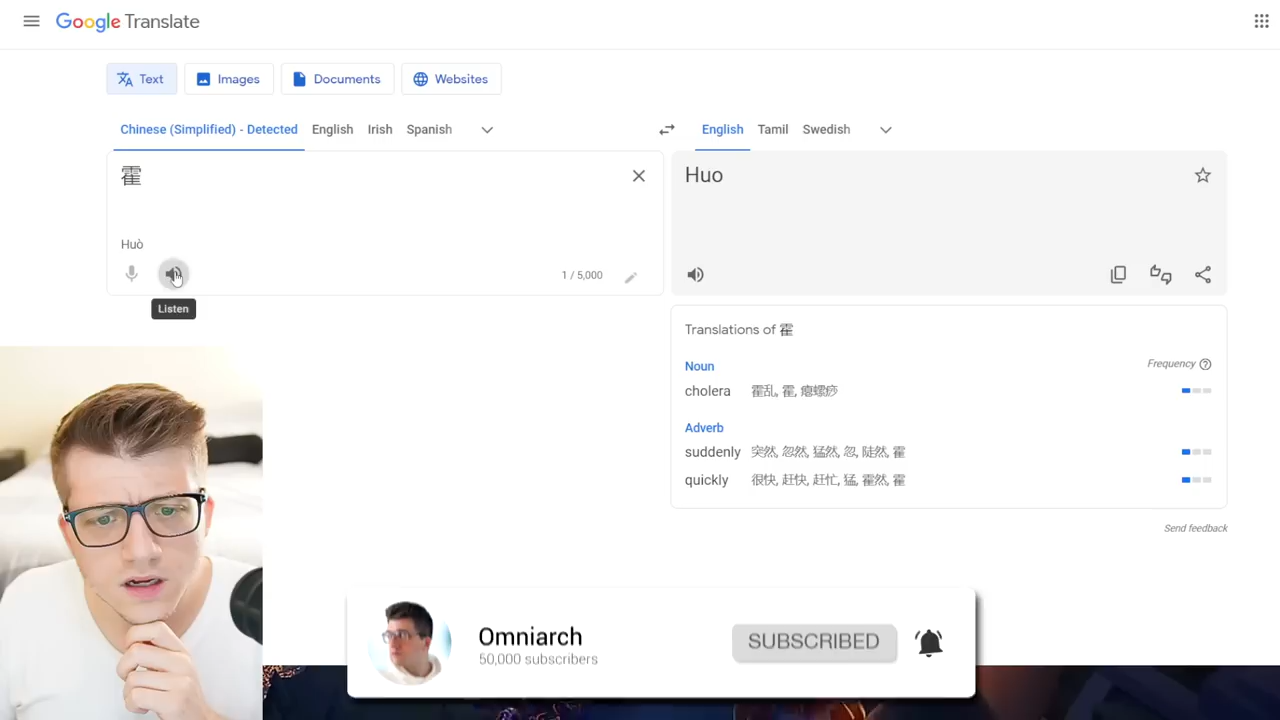 Google Translate
Text Images Documents Websites
Chinese (Simplified) - Detected English Irish Spanish
English Tamil Swedish
霍
Huo
Huò
1 / 5,000
Listen
Translations of 霍
Noun Frequency
cholera 霍乱, 霍, 瘪螺痧
Adverb
suddenly 突然, 忽然, 猛然, 忽, 陡然, 霍
quickly 很快, 赶快, 赶忙, 猛, 霍然, 霍
Send feedback
Omniarch
50,000 subscribers
SUBSCRIBED